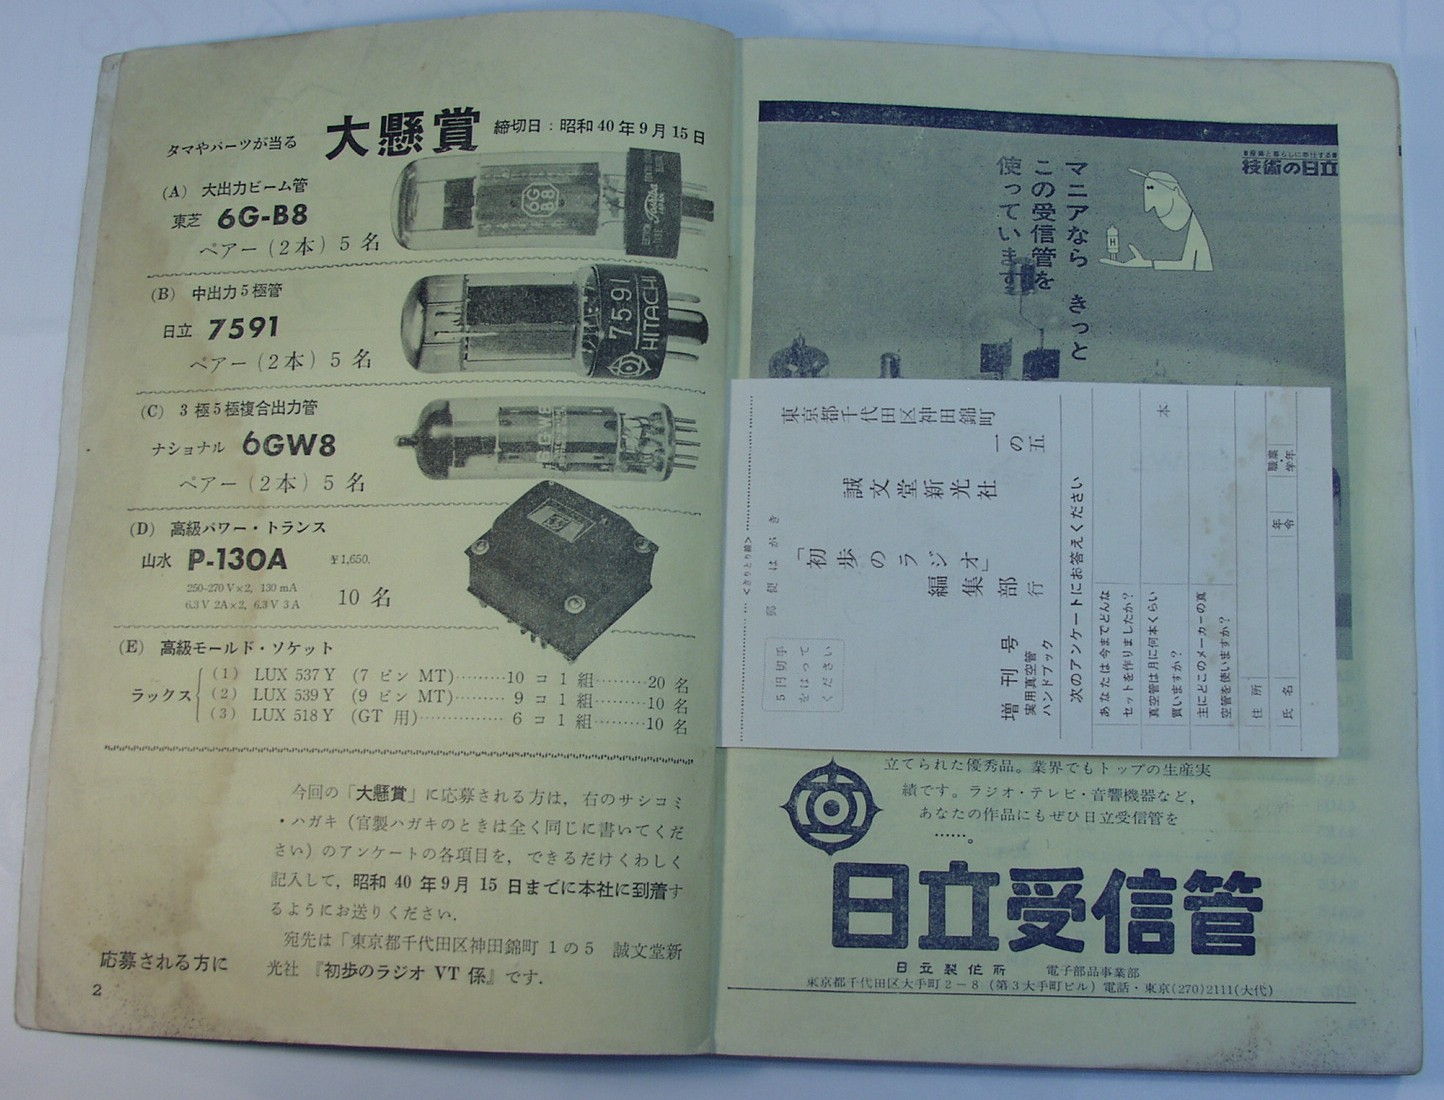 タマやパーツが当る 大懸賞 締切日：昭和40年9月15日
(A) 大出力ビーム管
東芝 6G-B8
ペアー(2本) 5名
6G
B8
Toshiba
JAPAN
(B) 中出力5極管
日立 7591
ペアー(2本) 5名
7591
HITACHI
(C) 3極5極複合出力管
ナショナル 6GW8
ペアー(2本) 5名
6GW8
(D) 高級パワー・トランス
山水 P-130A ¥1,650.
250-270V×2, 130mA
6.3V 2A×2, 6.3V 3A
10名
(E) 高級モールド・ソケット
ラックス
(1) LUX 537Y (7ピンMT)………10コ1組………20名
(2) LUX 539Y (9ピンMT)………9コ1組………10名
(3) LUX 518Y (GT用)……………6コ1組………10名
今回の「大懸賞」に応募される方は，右のサシコミ
・ハガキ（官製ハガキのときは全く同じに書いてくだ
さい）のアンケートの各項目を，できるだけくわしく
記入して，昭和40年9月15日までに本社に到着す
るようにお送りください．
宛先は「東京都千代田区神田錦町1の5 誠文堂新
光社 『初歩のラジオVT係』です．
応募される方に
2
技術の日立
マニアなら きっと
この受信管を
使っています
H
東京都千代田区神田錦町
一の五
誠文堂新光社
「初歩のラジオ」
編集部 行
<きりとり線>
郵便はがき
5円切手
をはって
ください
増刊号
実用真空管
ハンドブック
次のアンケートにお答えください
あなたは今までどんな
セットを作りましたか？
真空管は月に何本くらい
買いますか？
本
主にどこのメーカーの真
空管を使いますか？
住所
氏名
年令
職業・
学年
立てられた優秀品。業界でもトップの生産実
績です。ラジオ・テレビ・音響機器など，
あなたの作品にもぜひ日立受信管を
……。
日立受信管
日立製作所 電子部品事業部
東京都千代田区大手町2－8（第3大手町ビル）電話・東京(270)2111(大代)